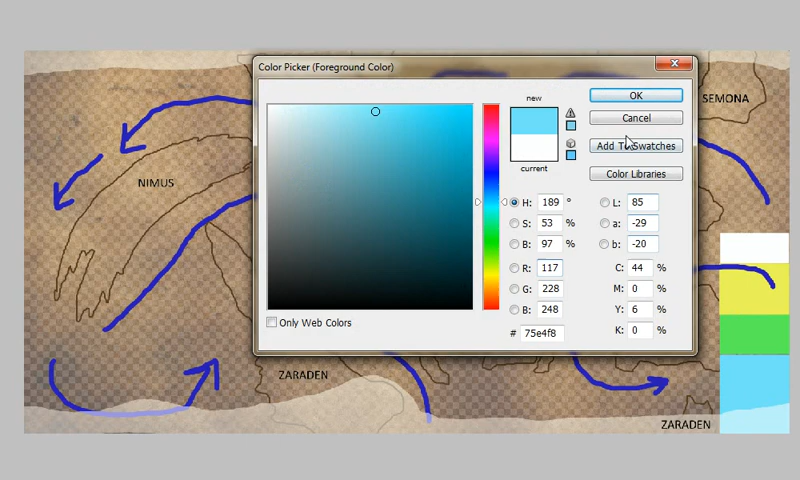 Color Picker (Foreground Color)
new
current
OK
Cancel
Add To Swatches
Color Libraries
H: 189 °
S: 53 %
B: 97 %
R: 117
G: 228
B: 248
# 75e4f8
L: 85
a: -29
b: -20
C: 44 %
M: 0 %
Y: 6 %
K: 0 %
Only Web Colors
SEMONA
NIMUS
ZARADEN
ZARADEN